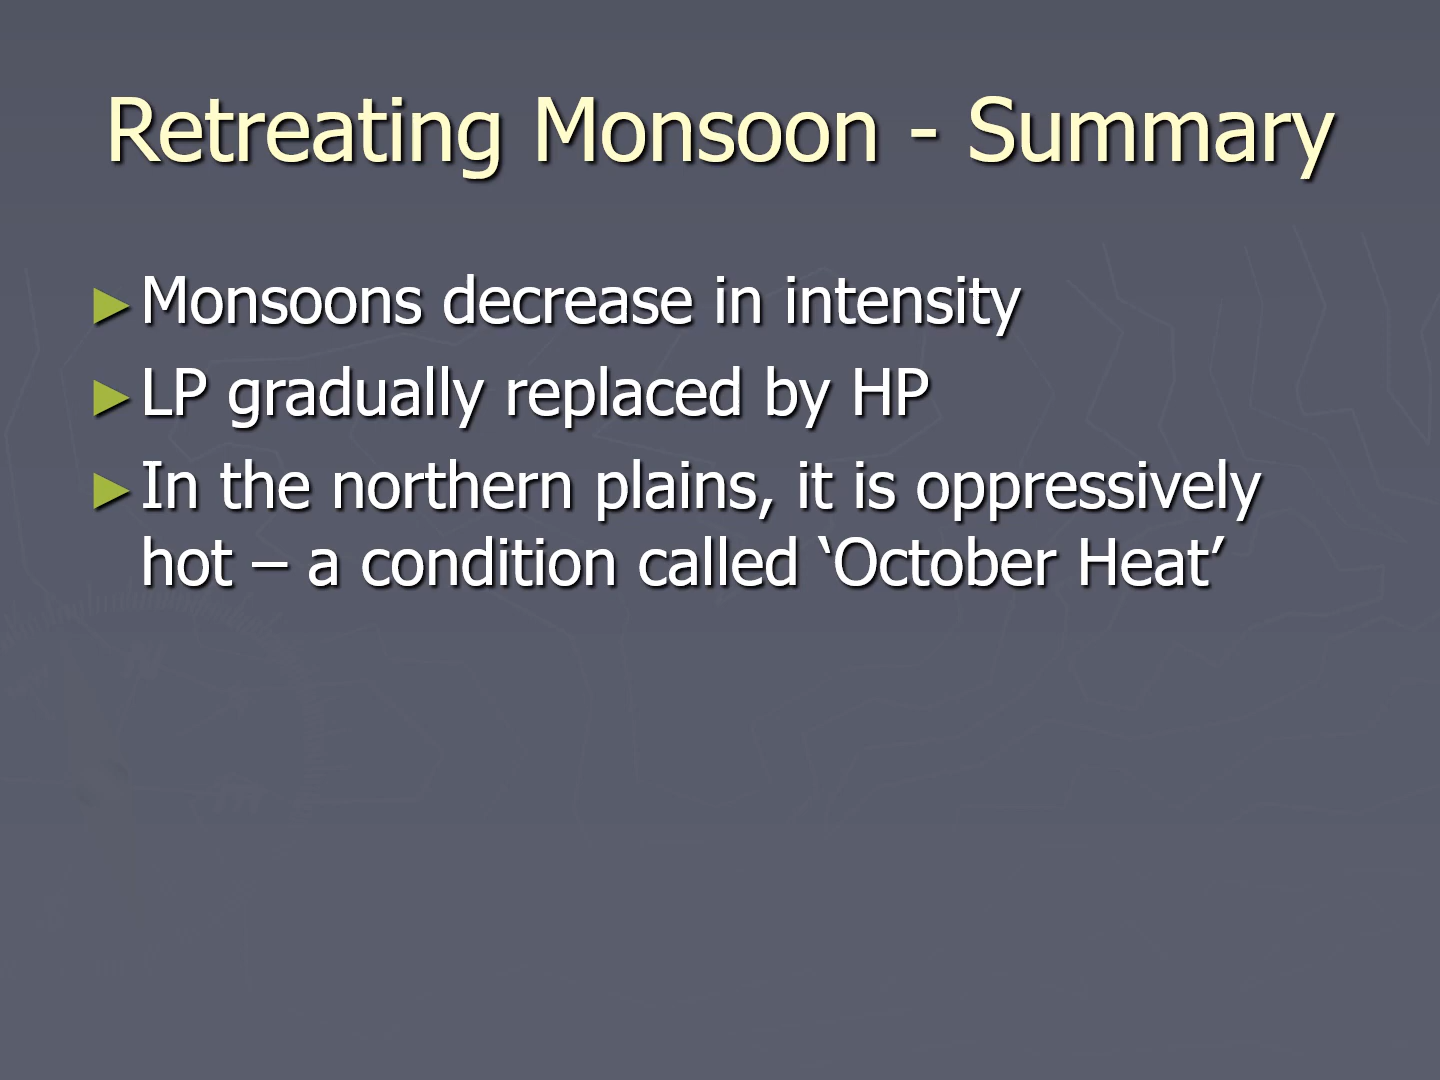 Retreating Monsoon - Summary
►Monsoons decrease in intensity
►LP gradually replaced by HP
►In the northern plains, it is oppressively
hot – a condition called ‘October Heat’